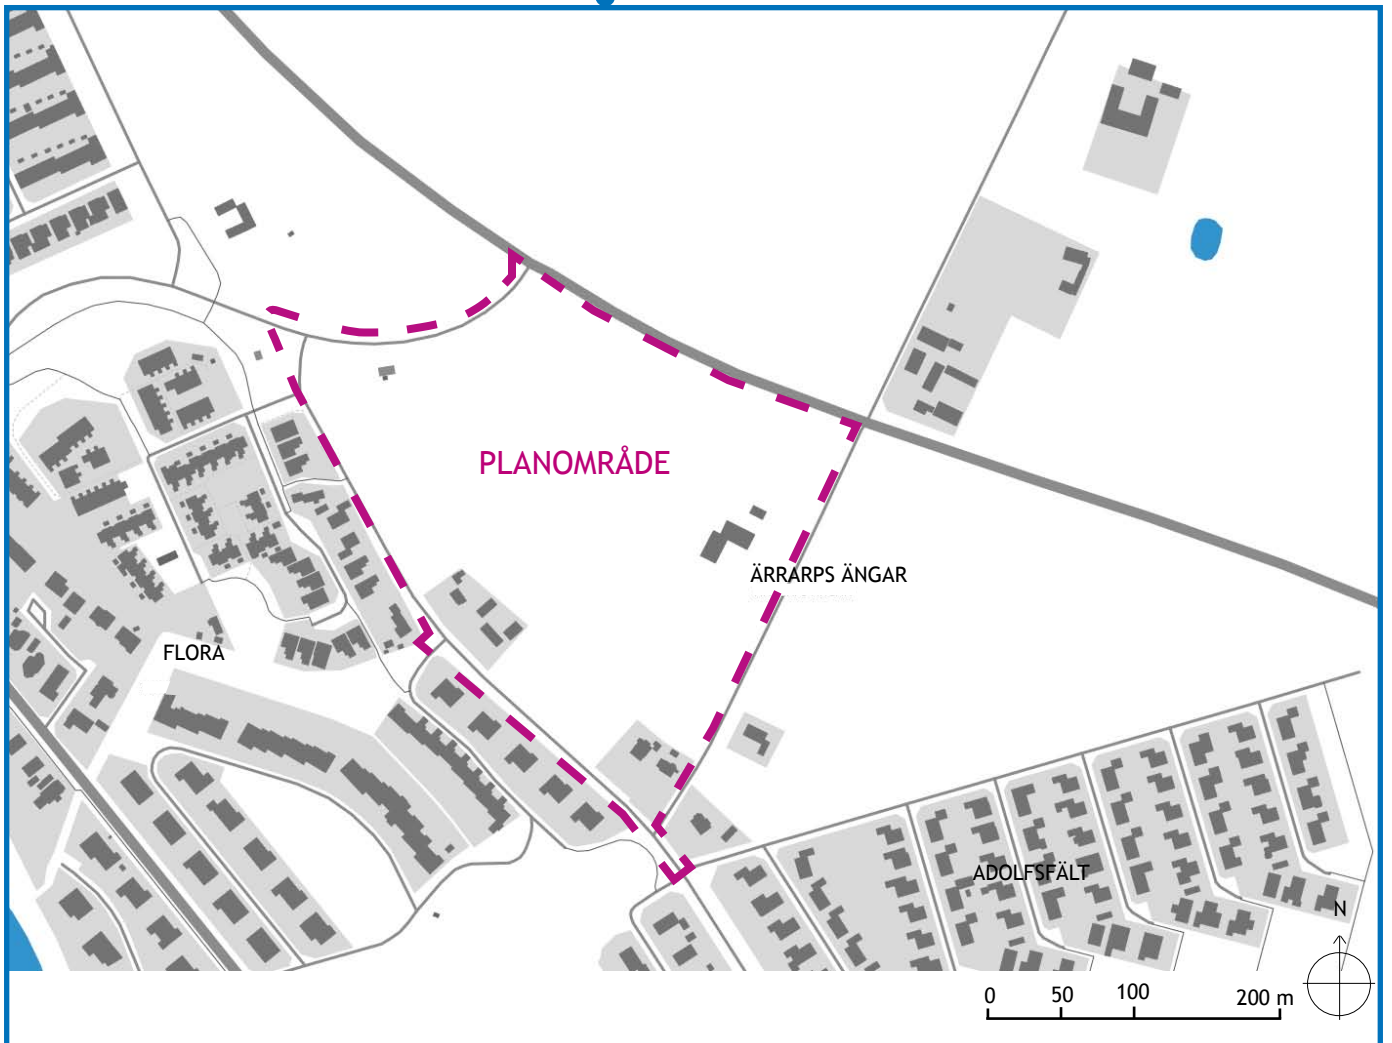 PLANOMRÅDE
ÄRRARPS ÄNGAR
FLORA
ADOLFSFÄLT
N
0 50 100 200 m